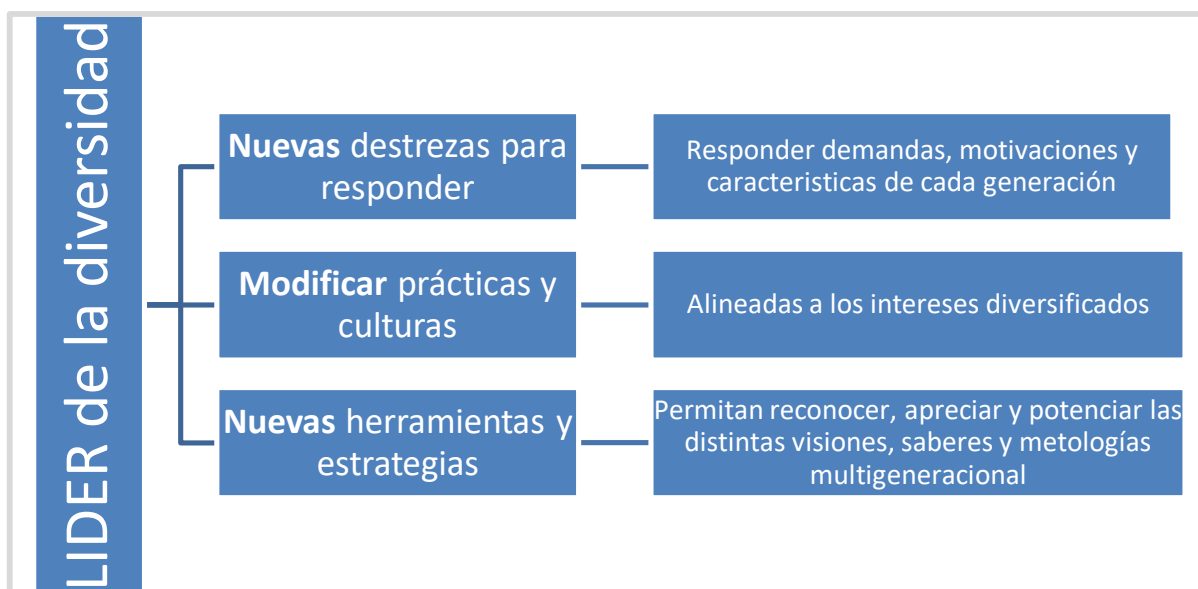 LIDER de la diversidad
Nuevas destrezas para
responder
Responder demandas, motivaciones y
caracteristicas de cada generación
Modificar prácticas y
culturas
Alineadas a los intereses diversificados
Nuevas herramientas y
estrategias
Permitan reconocer, apreciar y potenciar las
distintas visiones, saberes y metologías
multigeneracional